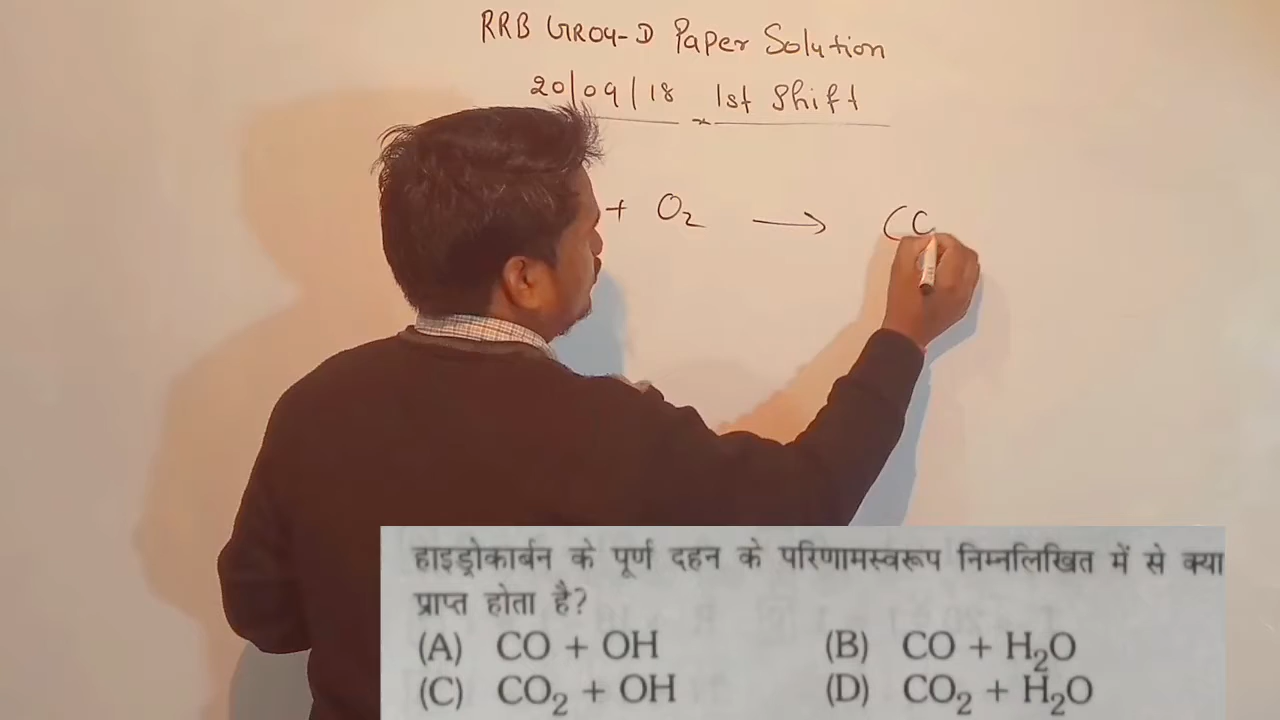 RRB GROU-D Paper Solution
20/09/18 1st Shift
+ O2 → CC
हाइड्रोकार्बन के पूर्ण दहन के परिणामस्वरूप निम्नलिखित में से क्या
प्राप्त होता है?
(A) CO + OH (B) CO + H2O
(C) CO2 + OH (D) CO2 + H2O